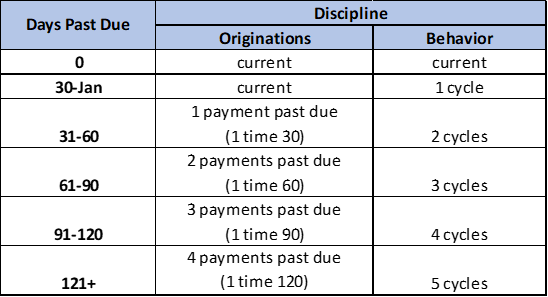 Days Past Due Discipline
Originations Behavior
0 current current
30-Jan current 1 cycle
1 payment past due
31-60 (1 time 30) 2 cycles
2 payments past due
61-90 (1 time 60) 3 cycles
3 payments past due
91-120 (1 time 90) 4 cycles
4 payments past due
121+ (1 time 120) 5 cycles